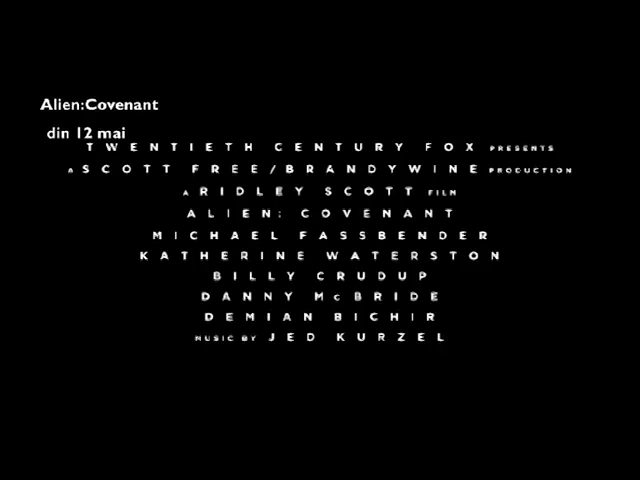 Alien:Covenant
din 12 mai
TWENTIETH CENTURY FOX PRESENTS
A SCOTT FREE/BRANDYWINE PRODUCTION
A RIDLEY SCOTT FILM
ALIEN: COVENANT
MICHAEL FASSBENDER
KATHERINE WATERSTON
BILLY CRUDUP
DANNY McBRIDE
DEMIAN BICHIR
MUSIC BY JED KURZEL